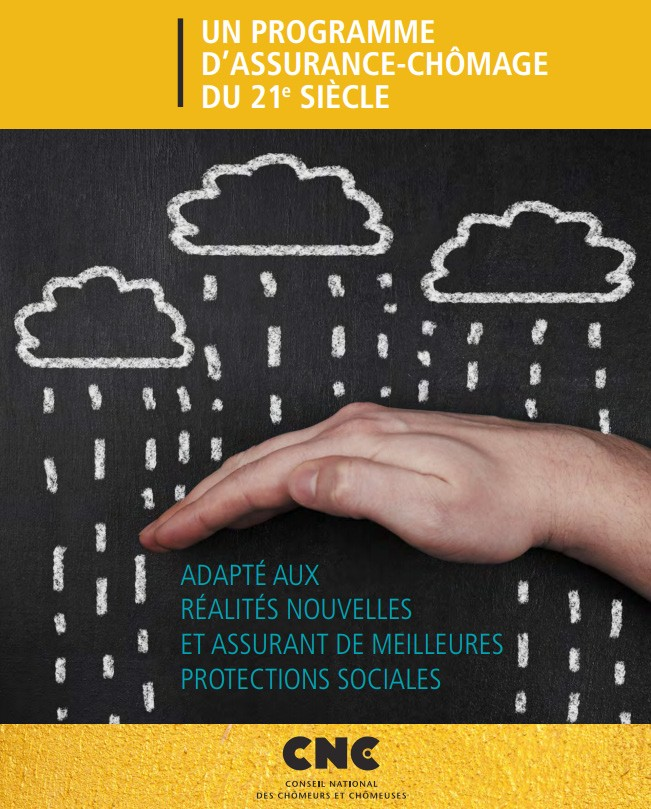 UN PROGRAMME
D'ASSURANCE-CHÔMAGE
DU 21e SIÈCLE
ADAPTÉ AUX
RÉALITÉS NOUVELLES
ET ASSURANT DE MEILLEURES
PROTECTIONS SOCIALES
CNC
CONSEIL NATIONAL
DES CHÔMEURS ET CHÔMEUSES